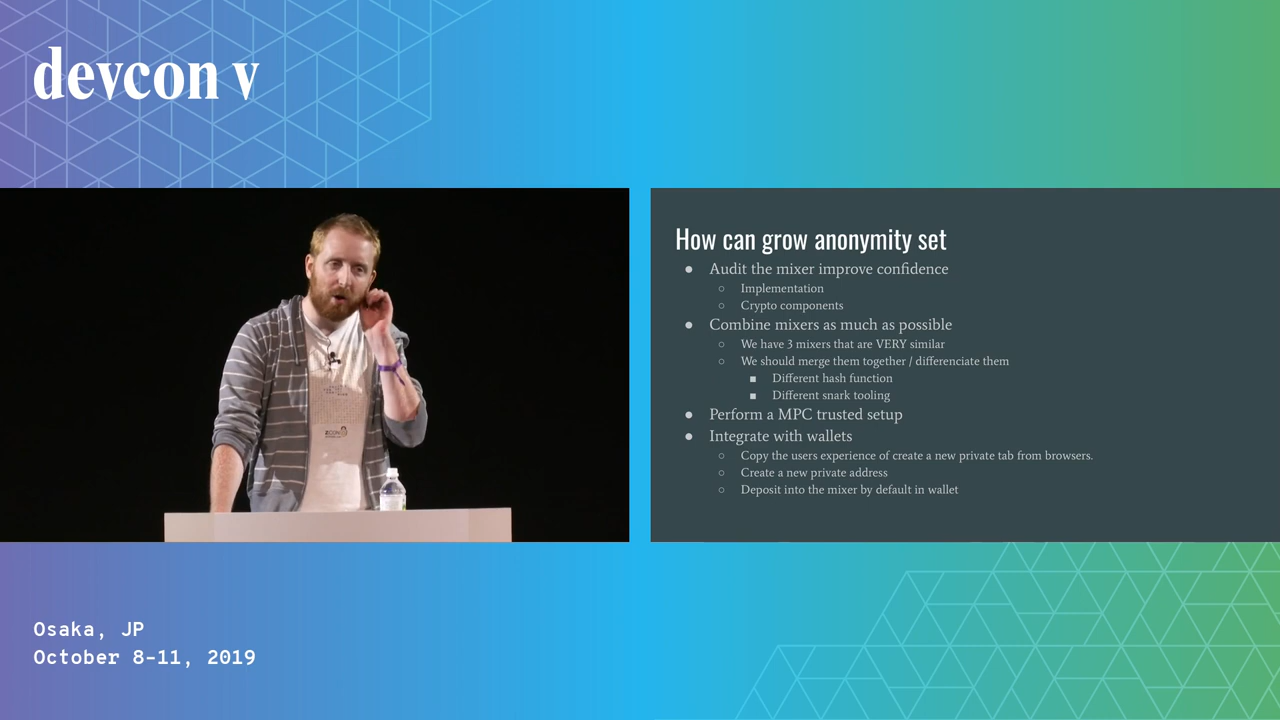 devcon v
How can grow anonymity set
● Audit the mixer improve confidence
○ Implementation
○ Crypto components
● Combine mixers as much as possible
○ We have 3 mixers that are VERY similar
○ We should merge them together / differenciate them
■ Different hash function
■ Different snark tooling
● Perform a MPC trusted setup
● Integrate with wallets
○ Copy the users experience of create a new private tab from browsers.
○ Create a new private address
○ Deposit into the mixer by default in wallet
Osaka, JP
October 8-11, 2019